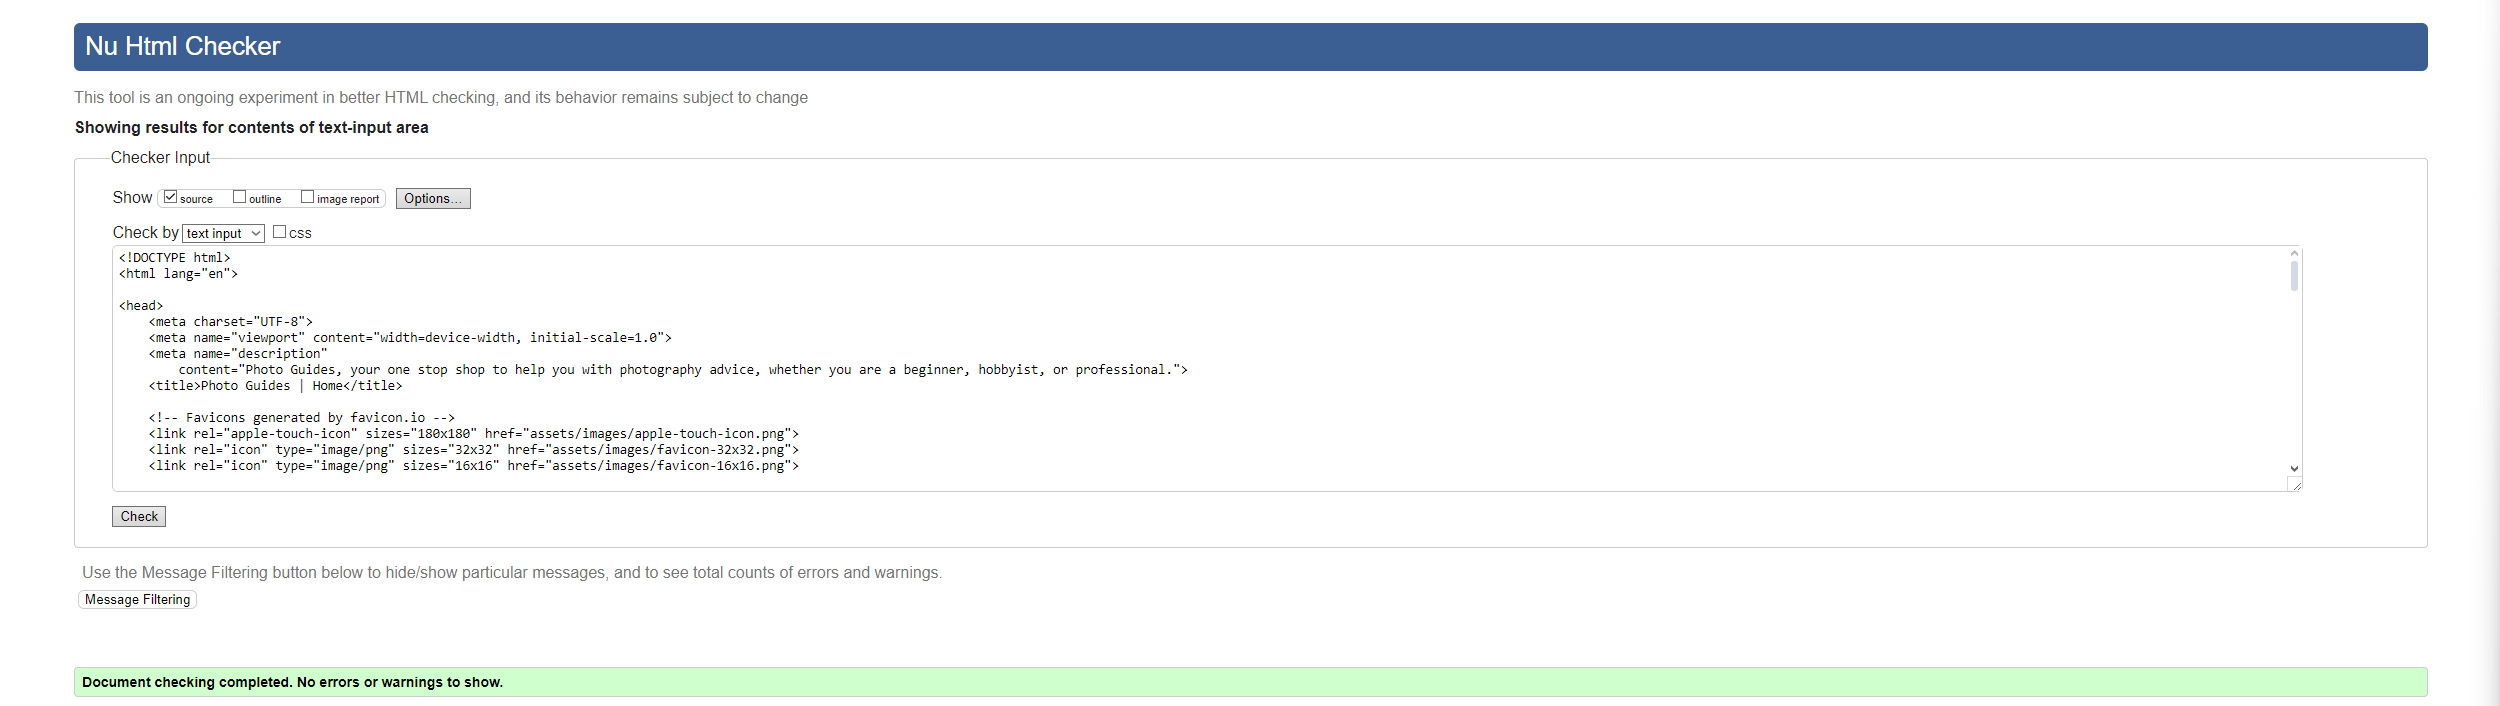 Nu Html Checker
This tool is an ongoing experiment in better HTML checking, and its behavior remains subject to change
Showing results for contents of text-input area
Checker Input
Show source outline image report Options...
Check by text input css
<!DOCTYPE html>
<html lang="en">
<head>
<meta charset="UTF-8">
<meta name="viewport" content="width=device-width, initial-scale=1.0">
<meta name="description"
content="Photo Guides, your one stop shop to help you with photography advice, whether you are a beginner, hobbyist, or professional.">
<title>Photo Guides | Home</title>
<!-- Favicons generated by favicon.io -->
<link rel="apple-touch-icon" sizes="180x180" href="assets/images/apple-touch-icon.png">
<link rel="icon" type="image/png" sizes="32x32" href="assets/images/favicon-32x32.png">
<link rel="icon" type="image/png" sizes="16x16" href="assets/images/favicon-16x16.png">
Check
Use the Message Filtering button below to hide/show particular messages, and to see total counts of errors and warnings.
Message Filtering
Document checking completed. No errors or warnings to show.